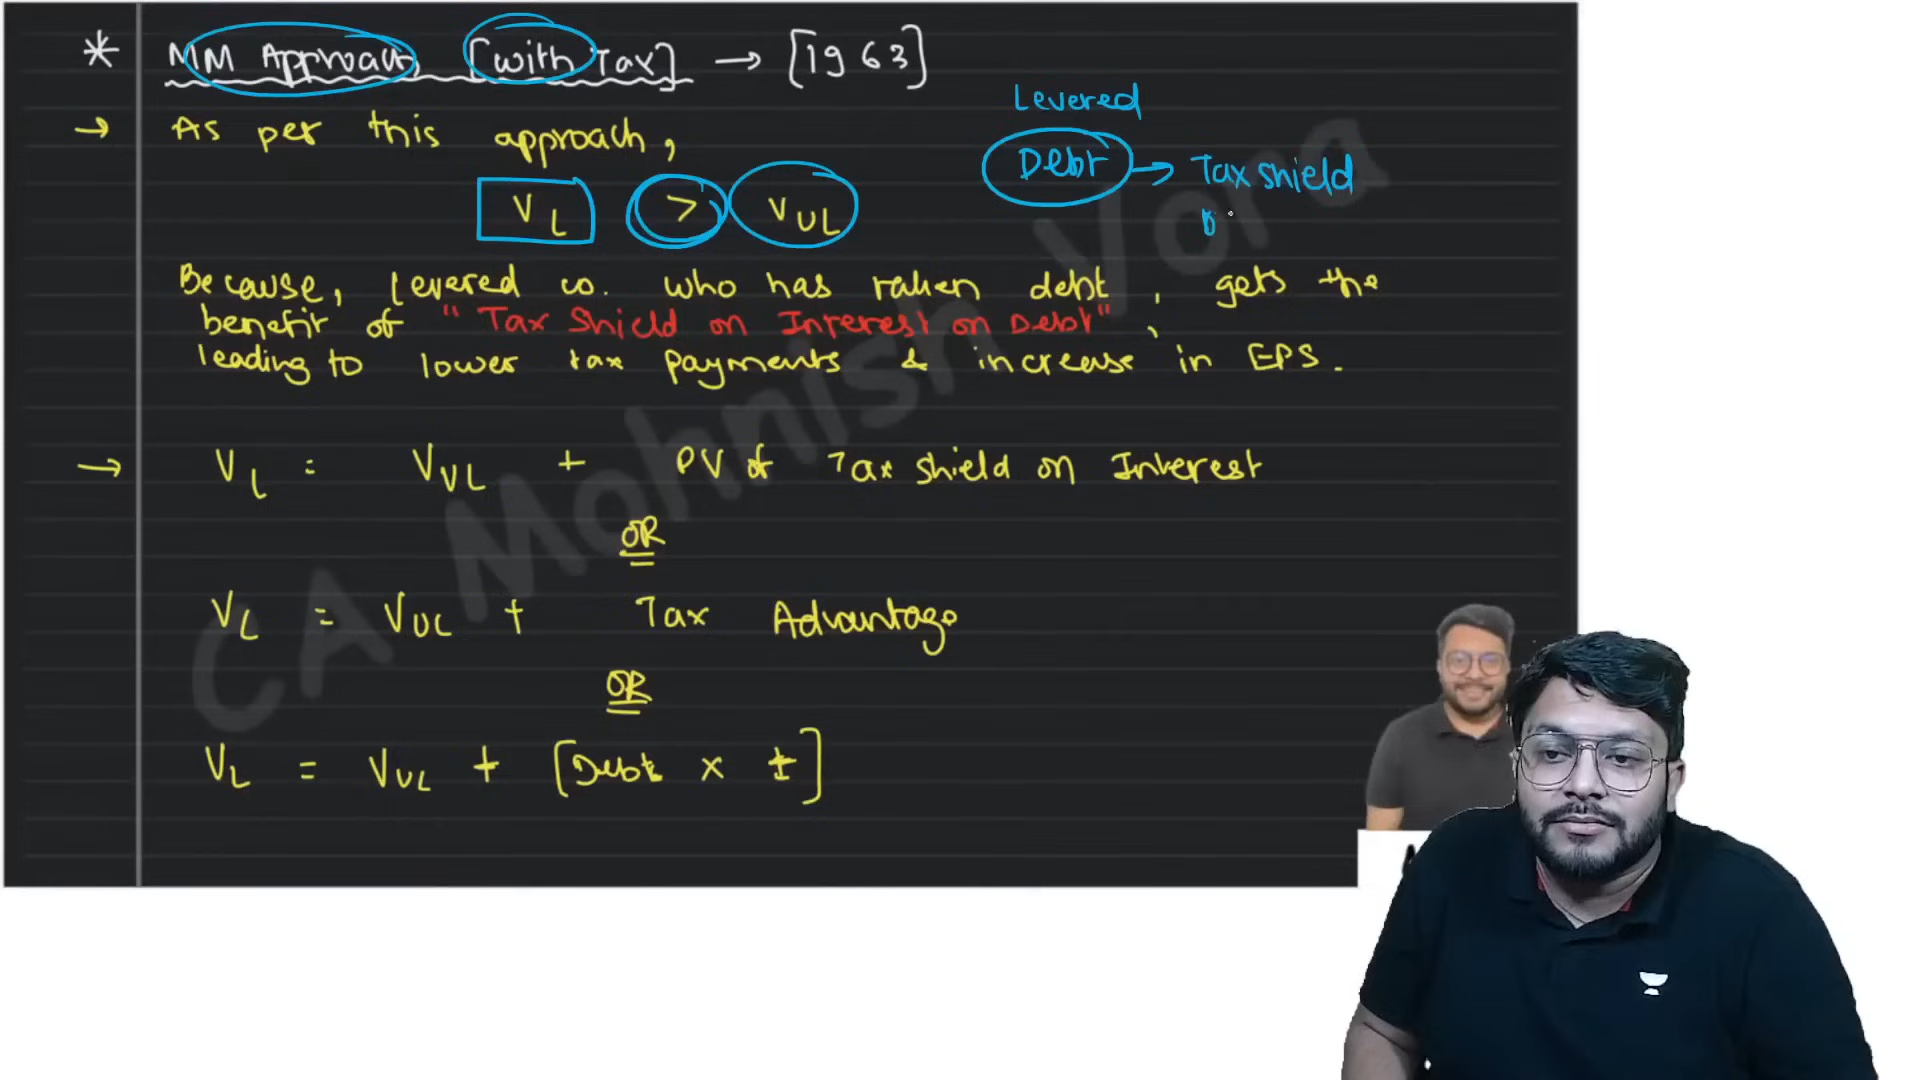 * MM Approach [with Tax] → [1963]
Levered
→ As per this approach,
Debt → Tax shield
VL > VUL
Because, levered co. who has taken debt, gets the
benefit of "Tax Shield on Interest on Debt",
leading to lower tax payments & increase in EPS.
→ VL = VUL + PV of Tax shield on Interest
OR
VL = VUL + Tax Advantage
OR
VL = VUL + [Debt x t]
CA Mohnish Vora